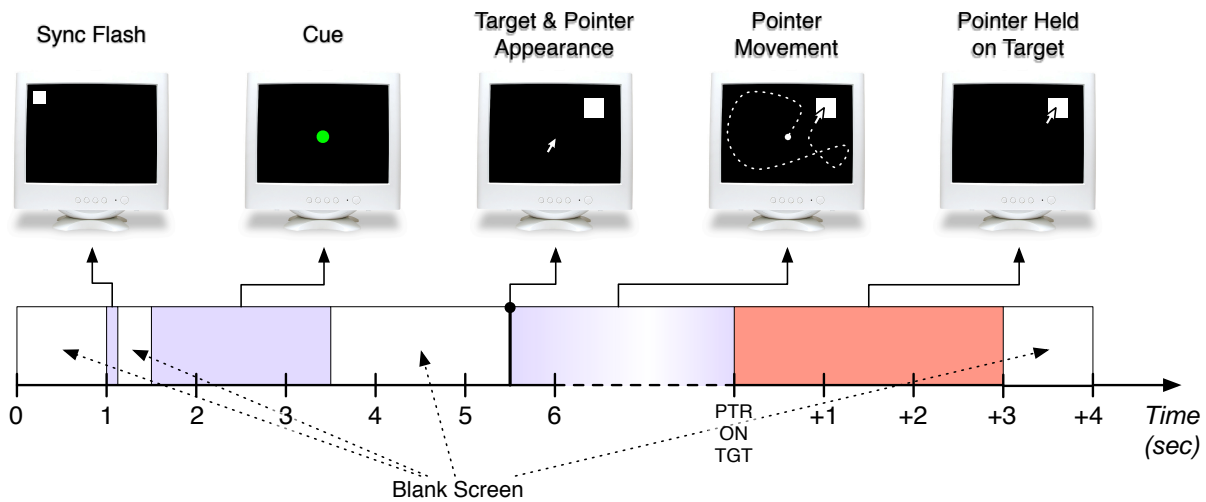 Sync Flash
Cue
Target & Pointer
Appearance
Pointer
Movement
Pointer Held
on Target
0
1
2
3
4
5
6
PTR
ON
TGT
+1
+2
+3
+4
Time
(sec)
Blank Screen